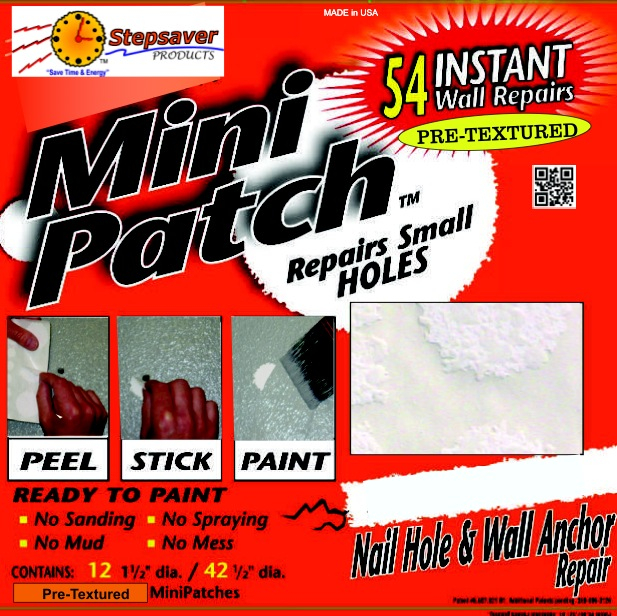 MADE in USA
Stepsaver
PRODUCTS
TM
"Save Time & Energy"
54 INSTANT
Wall Repairs
PRE-TEXTURED
Mini
Patch™
Repairs Small
HOLES
PEEL
STICK
PAINT
READY TO PAINT
No Sanding
No Spraying
No Mud
No Mess
CONTAINS: 12 1½" dia. / 42 ½" dia.
Pre-Textured MiniPatches
Nail Hole & Wall Anchor
Repair